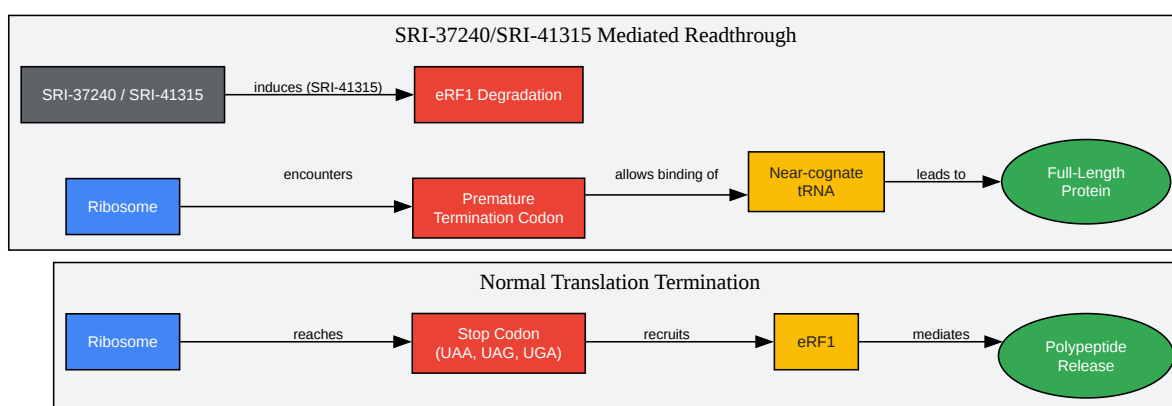 SRI-37240/SRI-41315 Mediated Readthrough
SRI-37240 / SRI-41315
induces (SRI-41315)
eRF1 Degradation
Ribosome
encounters
Premature
Termination Codon
allows binding of
Near-cognate
tRNA
leads to
Full-Length
Protein
Normal Translation Termination
Ribosome
reaches
Stop Codon
(UAA, UAG, UGA)
recruits
eRF1
mediates
Polypeptide
Release